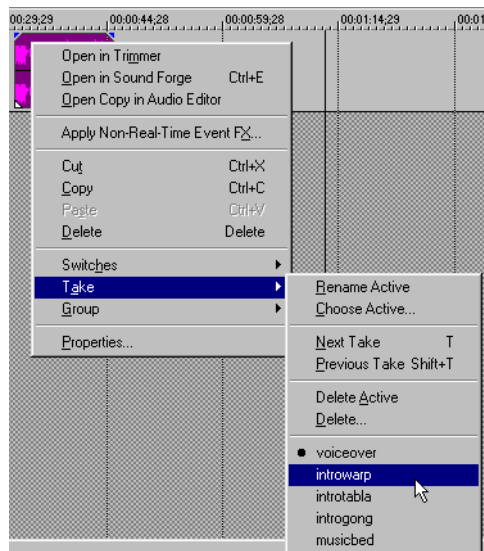 00:29;29 00:00:44;28 00:00:59;28 00:01:14;29 00:01
Open in Trimmer
Open in Sound Forge Ctrl+E
Open Copy in Audio Editor
Apply Non-Real-Time Event FX...
Cut Ctrl+X
Copy Ctrl+C
Paste Ctrl+V
Delete Delete
Switches
Take
Group
Properties...
Rename Active
Choose Active...
Next Take T
Previous Take Shift+T
Delete Active
Delete...
voiceover
introwarp
introtabla
introgong
musicbed